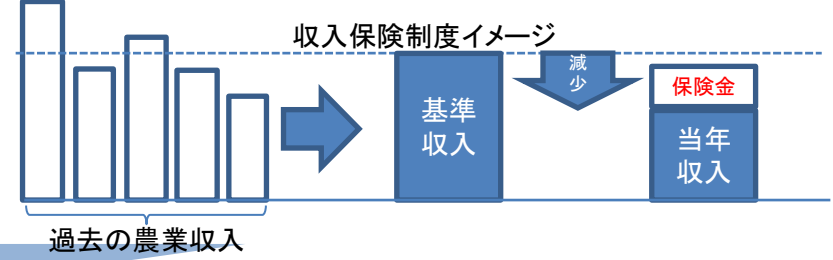 収入保険制度イメージ
減
少
保険金
基準
収入
当年
収入
過去の農業収入